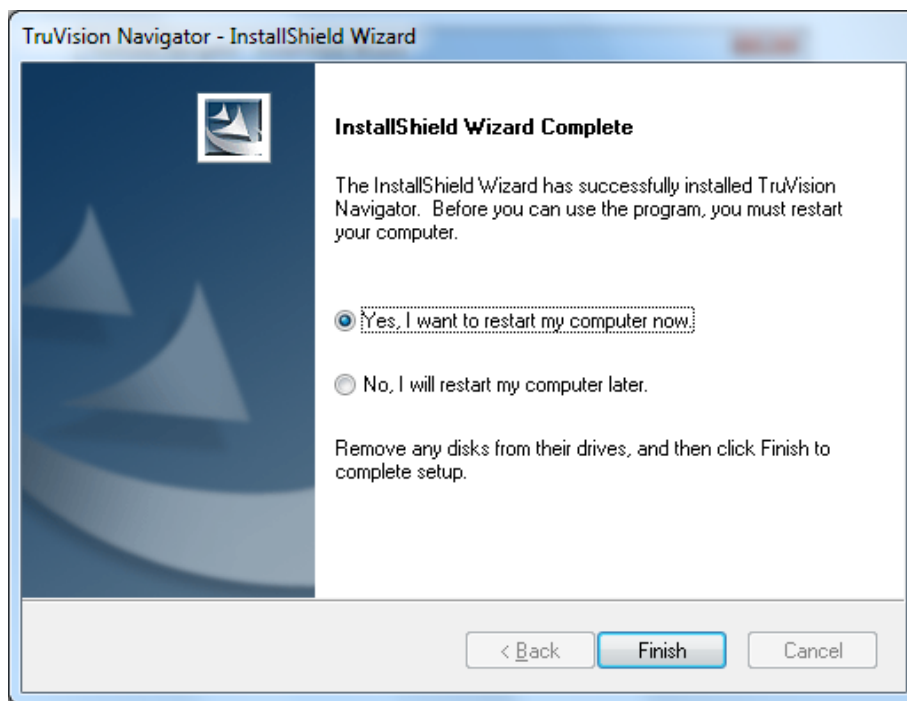 TruVision Navigator - InstallShield Wizard
InstallShield Wizard Complete
The InstallShield Wizard has successfully installed TruVision
Navigator. Before you can use the program, you must restart
your computer.
Yes, I want to restart my computer now.
No, I will restart my computer later.
Remove any disks from their drives, and then click Finish to
complete setup.
< Back
Finish
Cancel